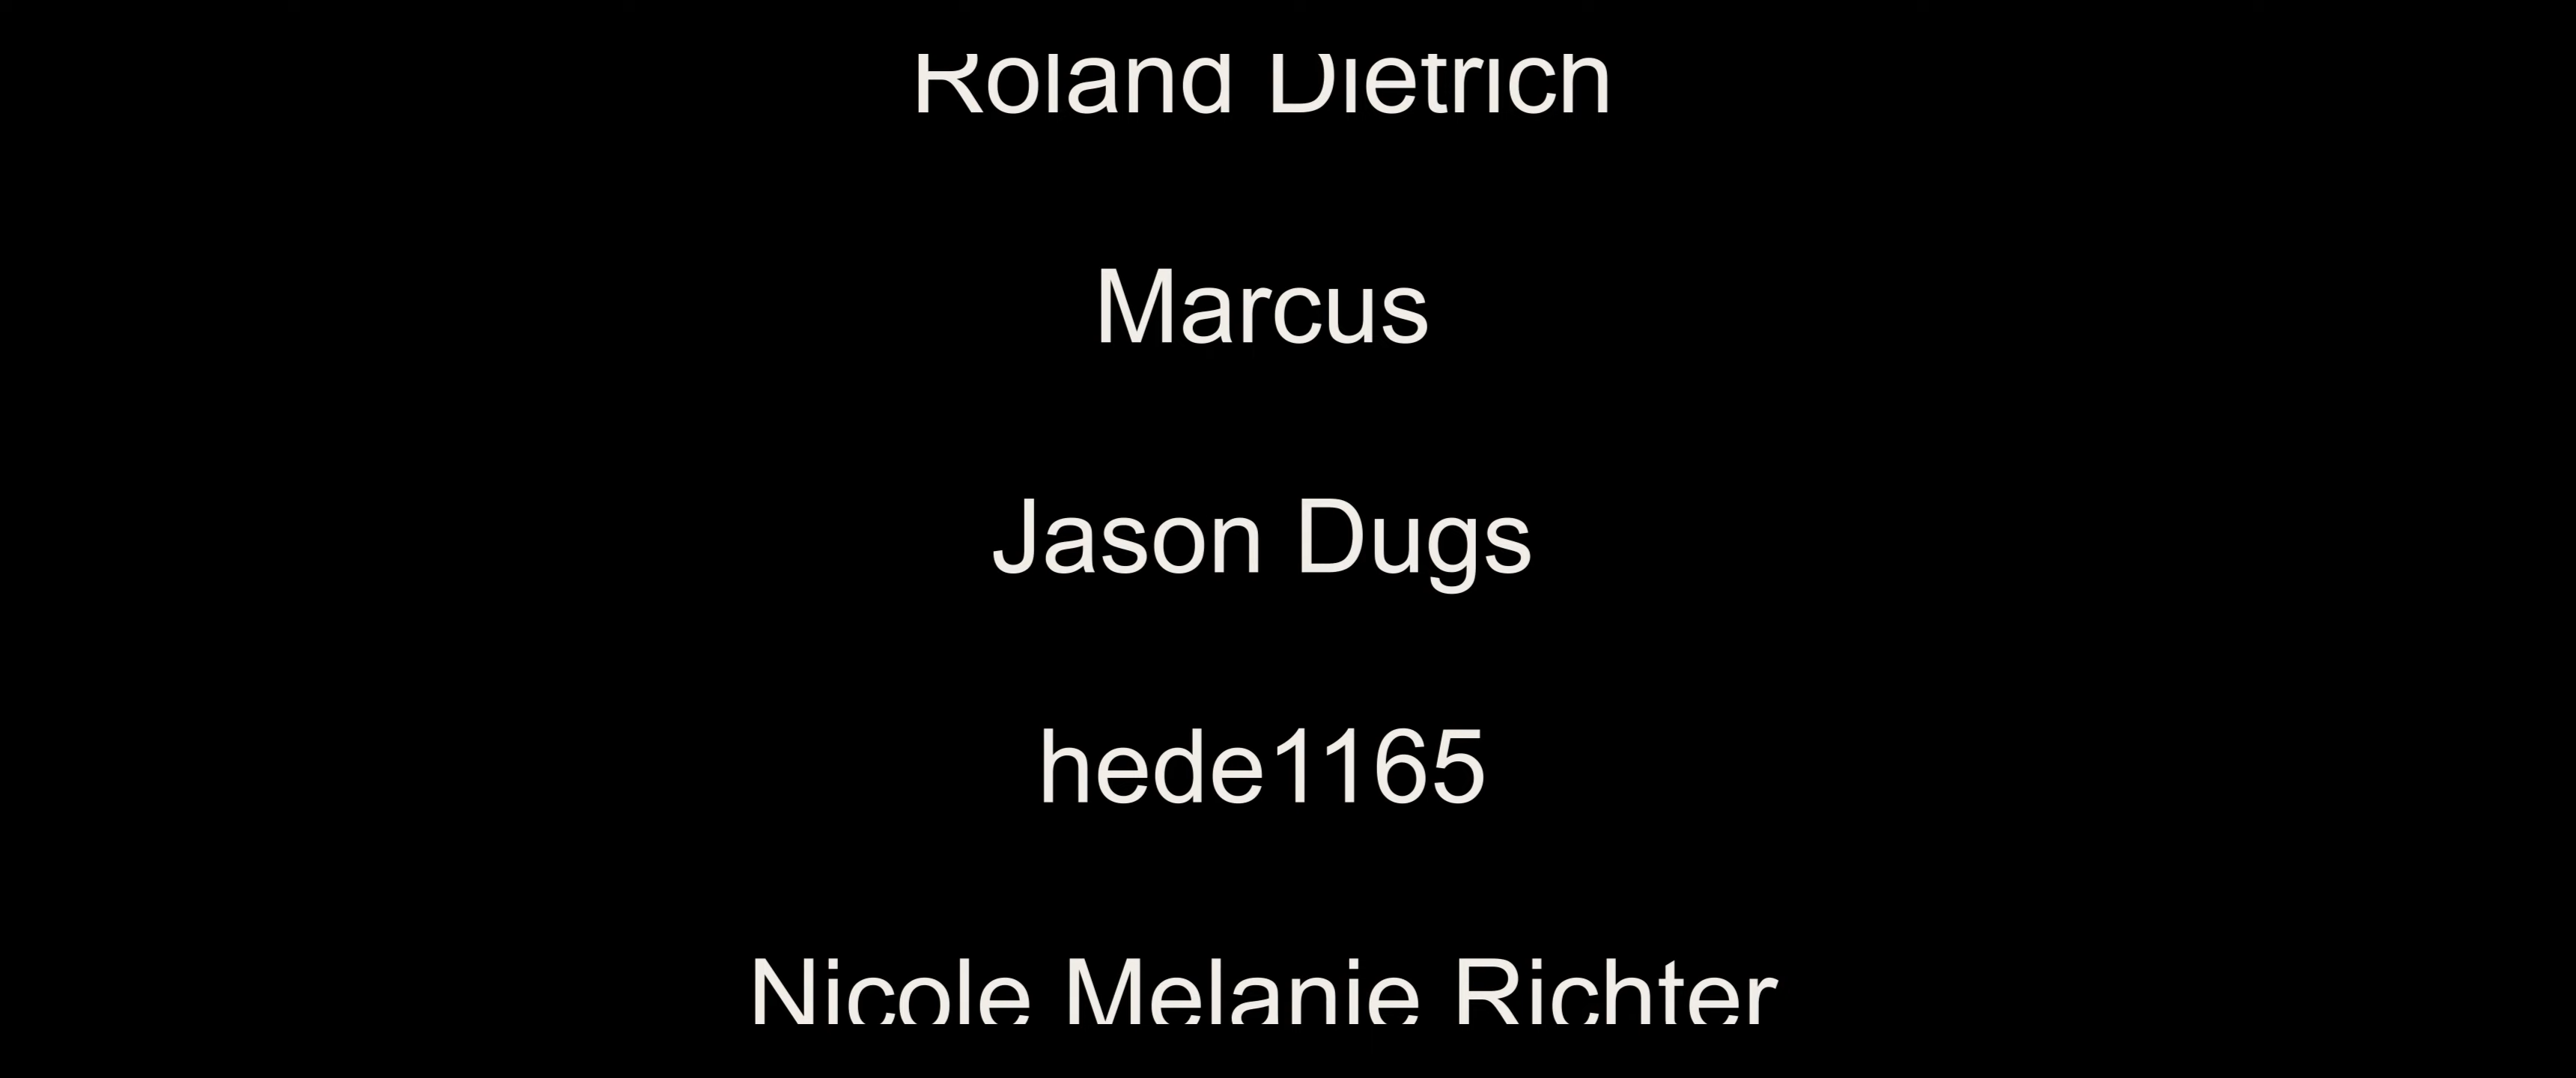 Roland Dietrich
Marcus
Jason Dugs
hede1165
Nicole Melanie Richter